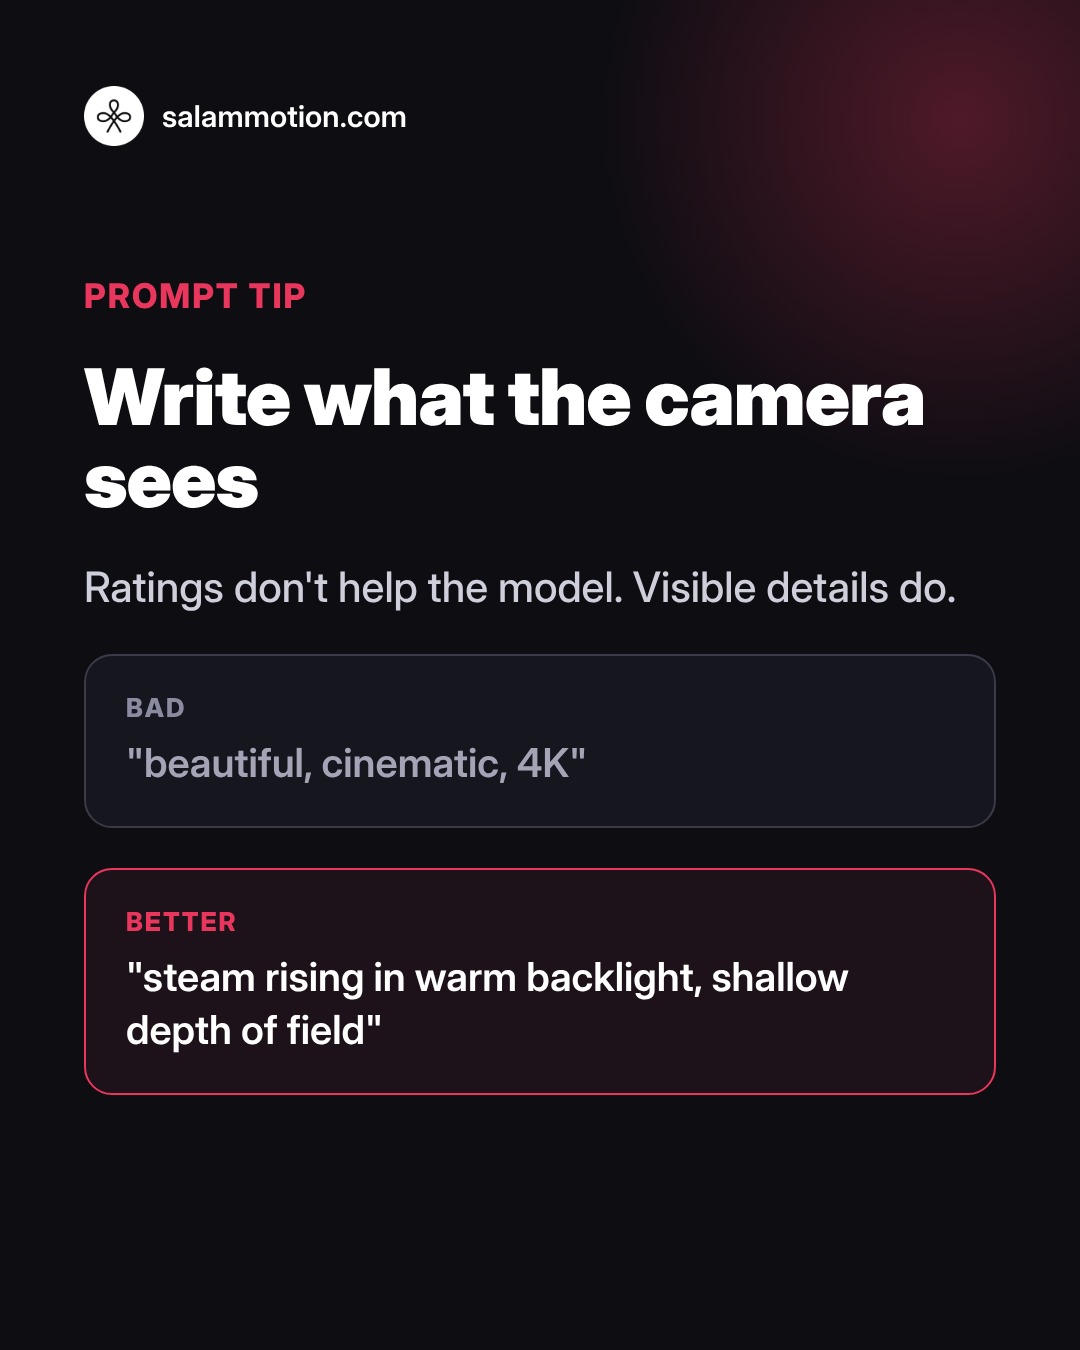 salammotion.com
PROMPT TIP
Write what the camera
sees
Ratings don't help the model. Visible details do.
BAD
"beautiful, cinematic, 4K"
BETTER
"steam rising in warm backlight, shallow
depth of field"